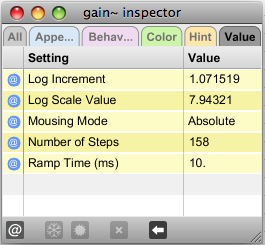 gain~ inspector
All Appe... Behav... Color Hint Value
Setting Value
@ Log Increment 1.071519
@ Log Scale Value 7.94321
@ Mousing Mode Absolute
@ Number of Steps 158
@ Ramp Time (ms) 10.
@